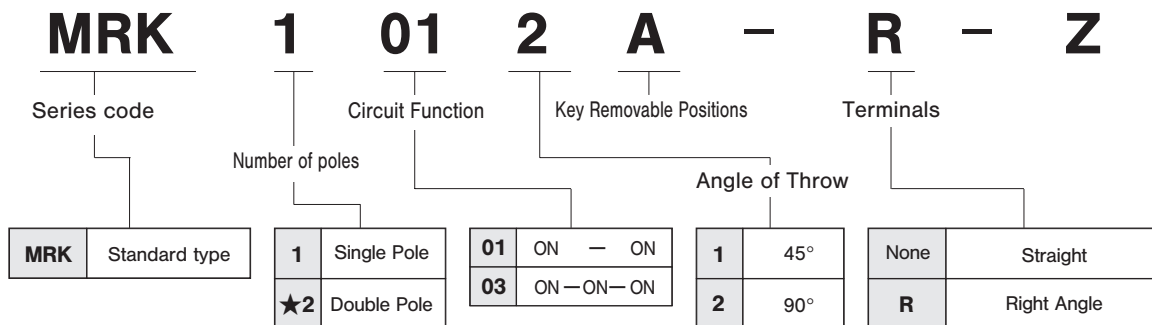 MRK 1 01 2 A – R – Z
Series code
Number of poles
Circuit Function
Key Removable Positions
Angle of Throw
Terminals
MRK Standard type
1 Single Pole
★2 Double Pole
01 ON — ON
03 ON—ON—ON
1 45°
2 90°
None Straight
R Right Angle